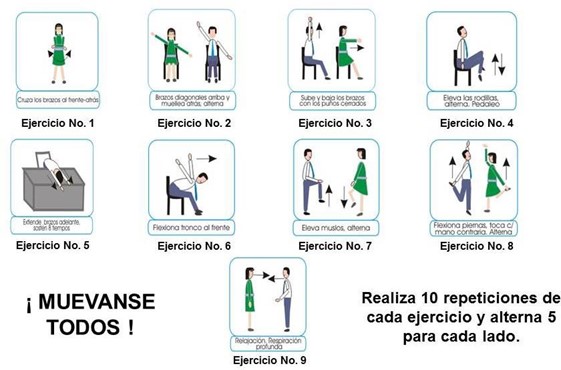 Cruza los brazos al frente-atrás
Brazos diagonales arriba y
muellea atrás, alterna
Sube y baja los brazos
con los puños cerrados
Eleva las rodillas,
alterna. Pedaleo
Ejercicio No. 1
Ejercicio No. 2
Ejercicio No. 3
Ejercicio No. 4
Extiende brazos adelante,
sosten 8 tiempos
Flexiona tronco al frente
Eleva muslos, alterna
Flexiona piernas, toca c/
mano contraria. Alterna
Ejercicio No. 5
Ejercicio No. 6
Ejercicio No. 7
Ejercicio No. 8
¡ MUEVANSE
TODOS !
Relajación, Respiración
profunda
Ejercicio No. 9
Realiza 10 repeticiones de
cada ejercicio y alterna 5
para cada lado.